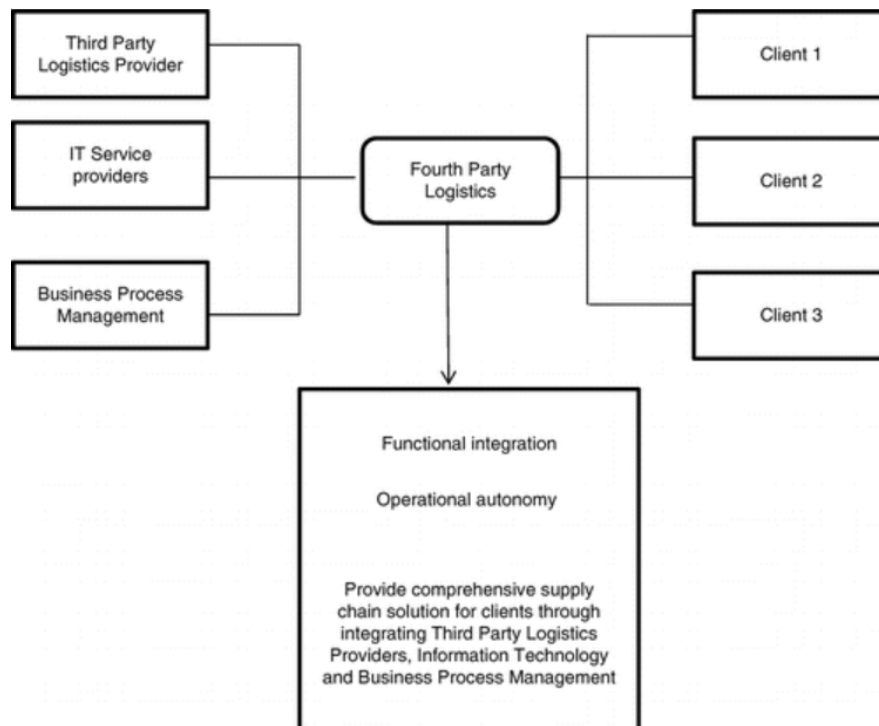 Third Party
Logistics Provider
IT Service
providers
Business Process
Management
Fourth Party
Logistics
Client 1
Client 2
Client 3
Functional integration
Operational autonomy
Provide comprehensive supply
chain solution for clients through
integrating Third Party Logistics
Providers, Information Technology
and Business Process Management